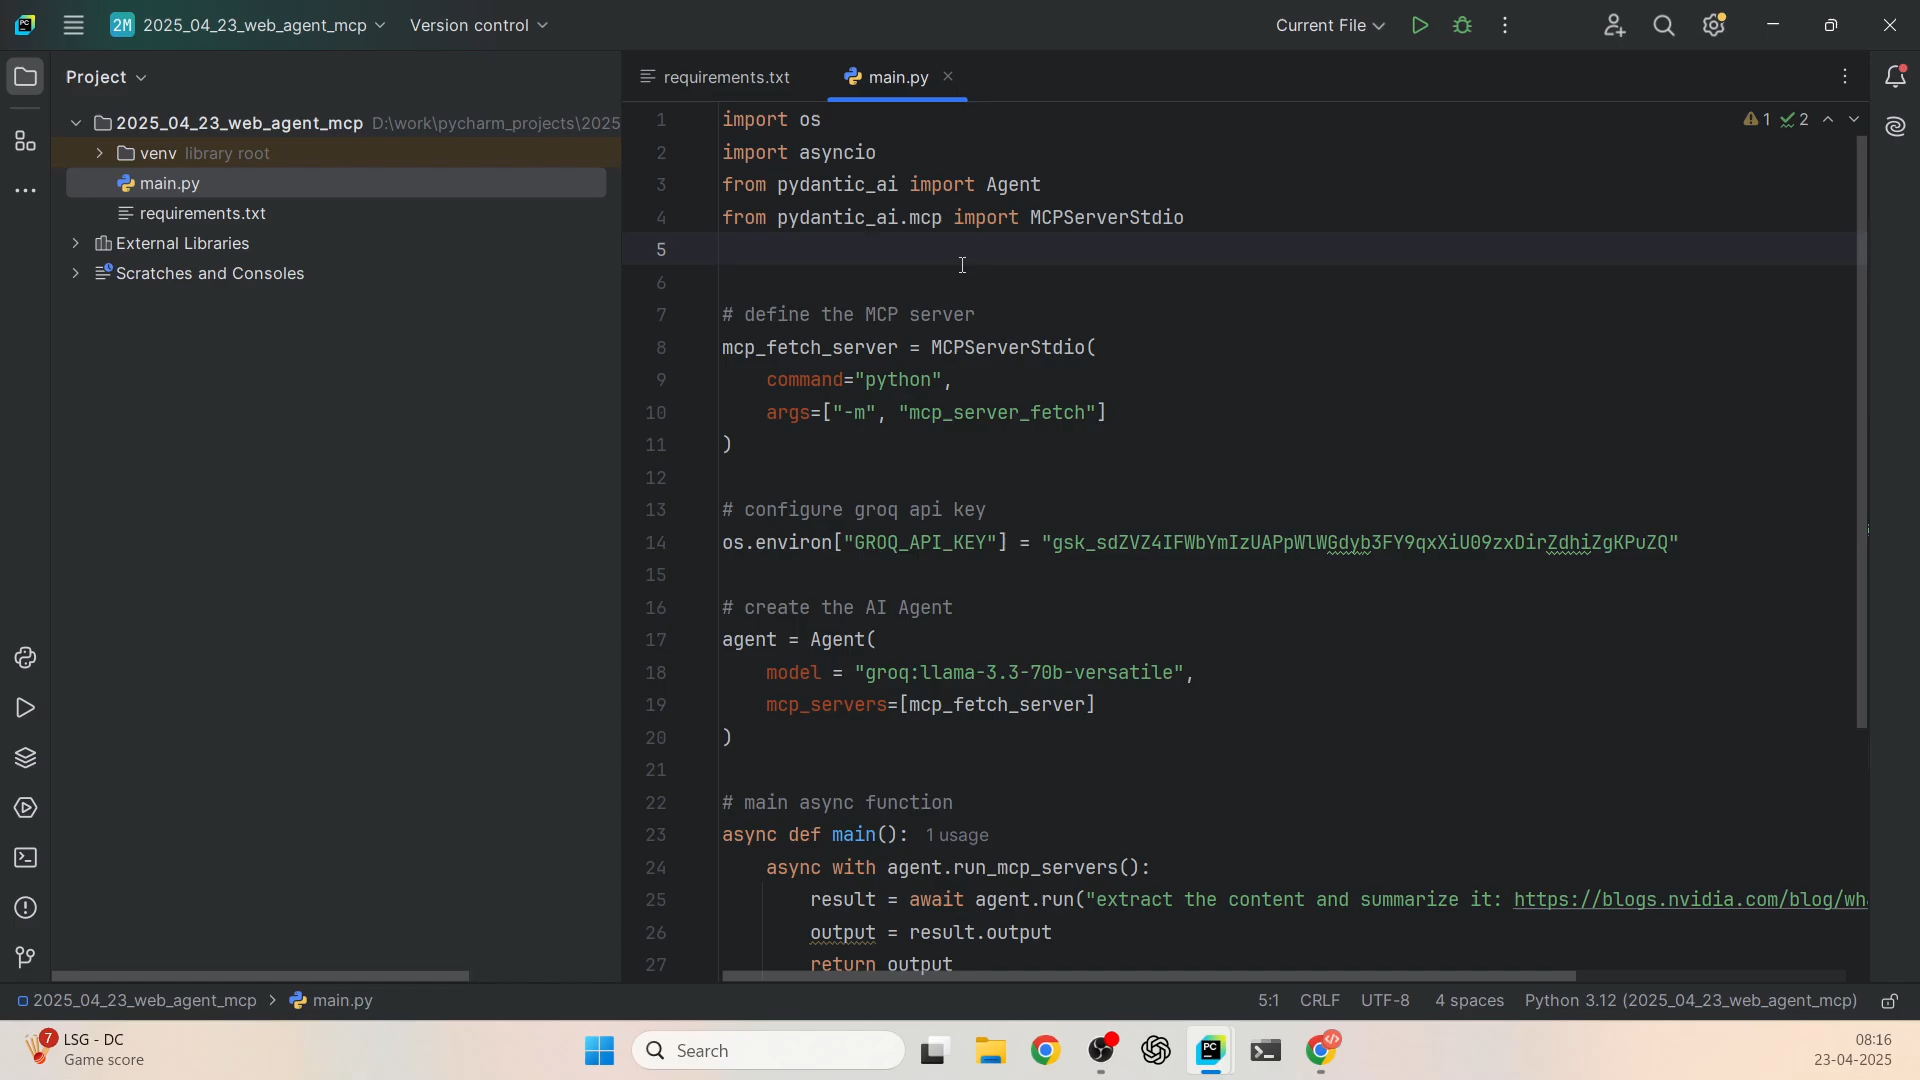 2M 2025_04_23_web_agent_mcp Version control Current File
Project
requirements.txt main.py
2025_04_23_web_agent_mcp D:\work\pycharm_projects\2025
venv library root
main.py
requirements.txt
External Libraries
Scratches and Consoles
1 2
1 import os
2 import asyncio
3 from pydantic_ai import Agent
4 from pydantic_ai.mcp import MCPServerStdio
5
6
7 # define the MCP server
8 mcp_fetch_server = MCPServerStdio(
9 command="python",
10 args=["-m", "mcp_server_fetch"]
11 )
12
13 # configure groq api key
14 os.environ["GROQ_API_KEY"] = "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"
15
16 # create the AI Agent
17 agent = Agent(
18 model = "groq:llama-3.3-70b-versatile",
19 mcp_servers=[mcp_fetch_server]
20 )
21
22 # main async function
23 async def main(): 1 usage
24 async with agent.run_mcp_servers():
25 result = await agent.run("extract the content and summarize it: https://blogs.nvidia.com/blog/wh
26 output = result.output
27 return output
2025_04_23_web_agent_mcp > main.py 5:1 CRLF UTF-8 4 spaces Python 3.12 (2025_04_23_web_agent_mcp)
7 LSG - DC
Game score
Search
PC
08:16
23-04-2025